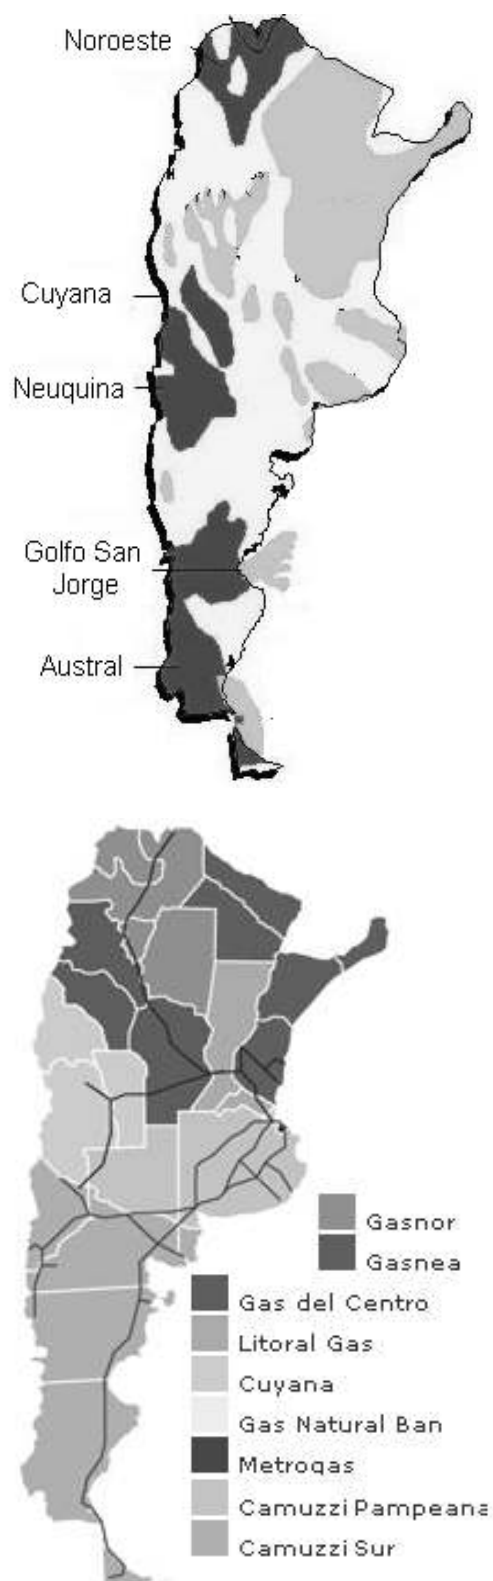 Noroeste
Cuyana
Neuquina
Golfo San
Jorge
Austral
Gasnor
Gasnea
Gas del Centro
Litoral Gas
Cuyana
Gas Natural Ban
Metrogas
Camuzzi Pampeana
Camuzzi Sur